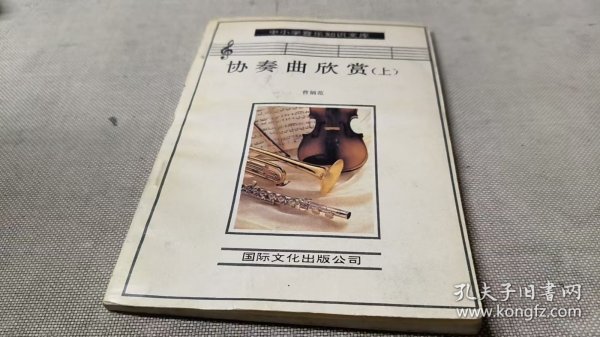 中小学音乐知识文库
协奏曲欣赏(上)
国际文化出版公司
孔夫子旧書网
www.kongfz.com